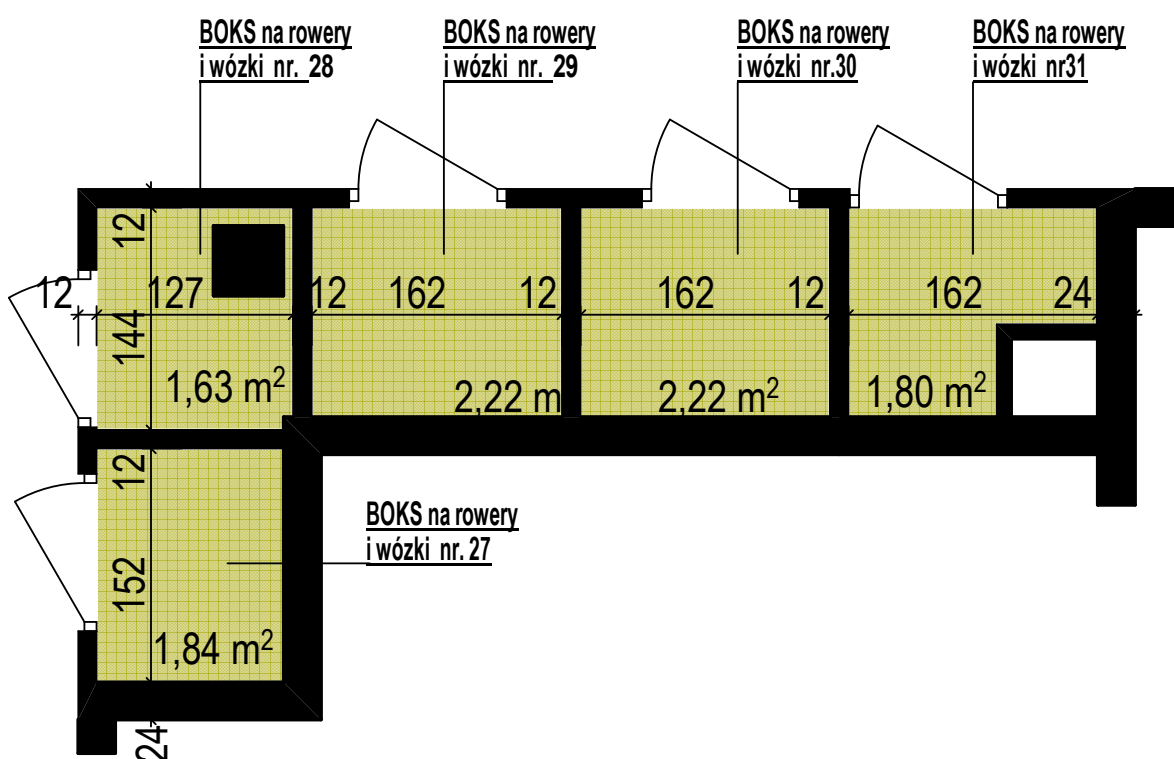 BOKS na rowery
i wózki nr. 28
BOKS na rowery
i wózki nr. 29
BOKS na rowery
i wózki nr.30
BOKS na rowery
i wózki nr31
12
12 127 12 162 12 162 12 162 24
144
1,63 m²
2,22 m
2,22 m²
1,80 m²
12
BOKS na rowery
i wózki nr. 27
152
1,84 m²
24